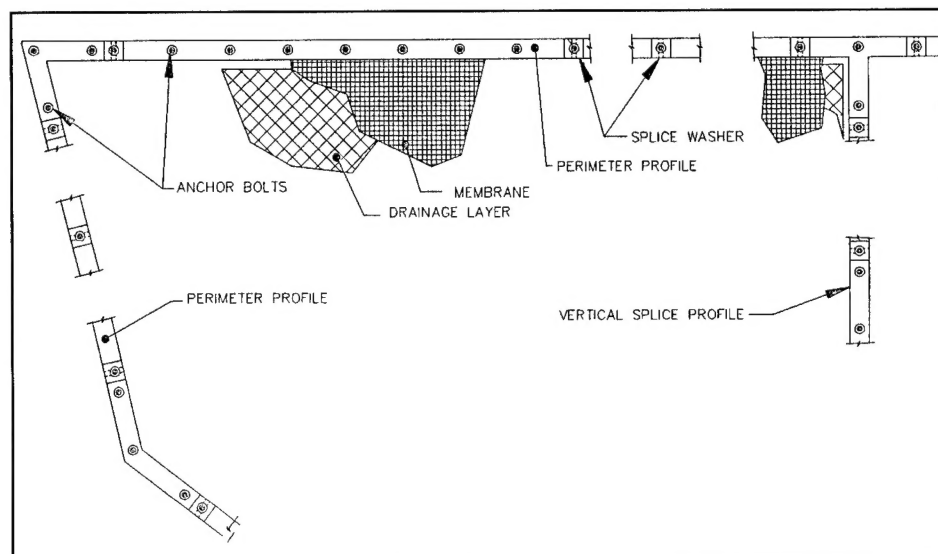 SPLICE WASHER
PERIMETER PROFILE
ANCHOR BOLTS
MEMBRANE
DRAINAGE LAYER
PERIMETER PROFILE
VERTICAL SPLICE PROFILE